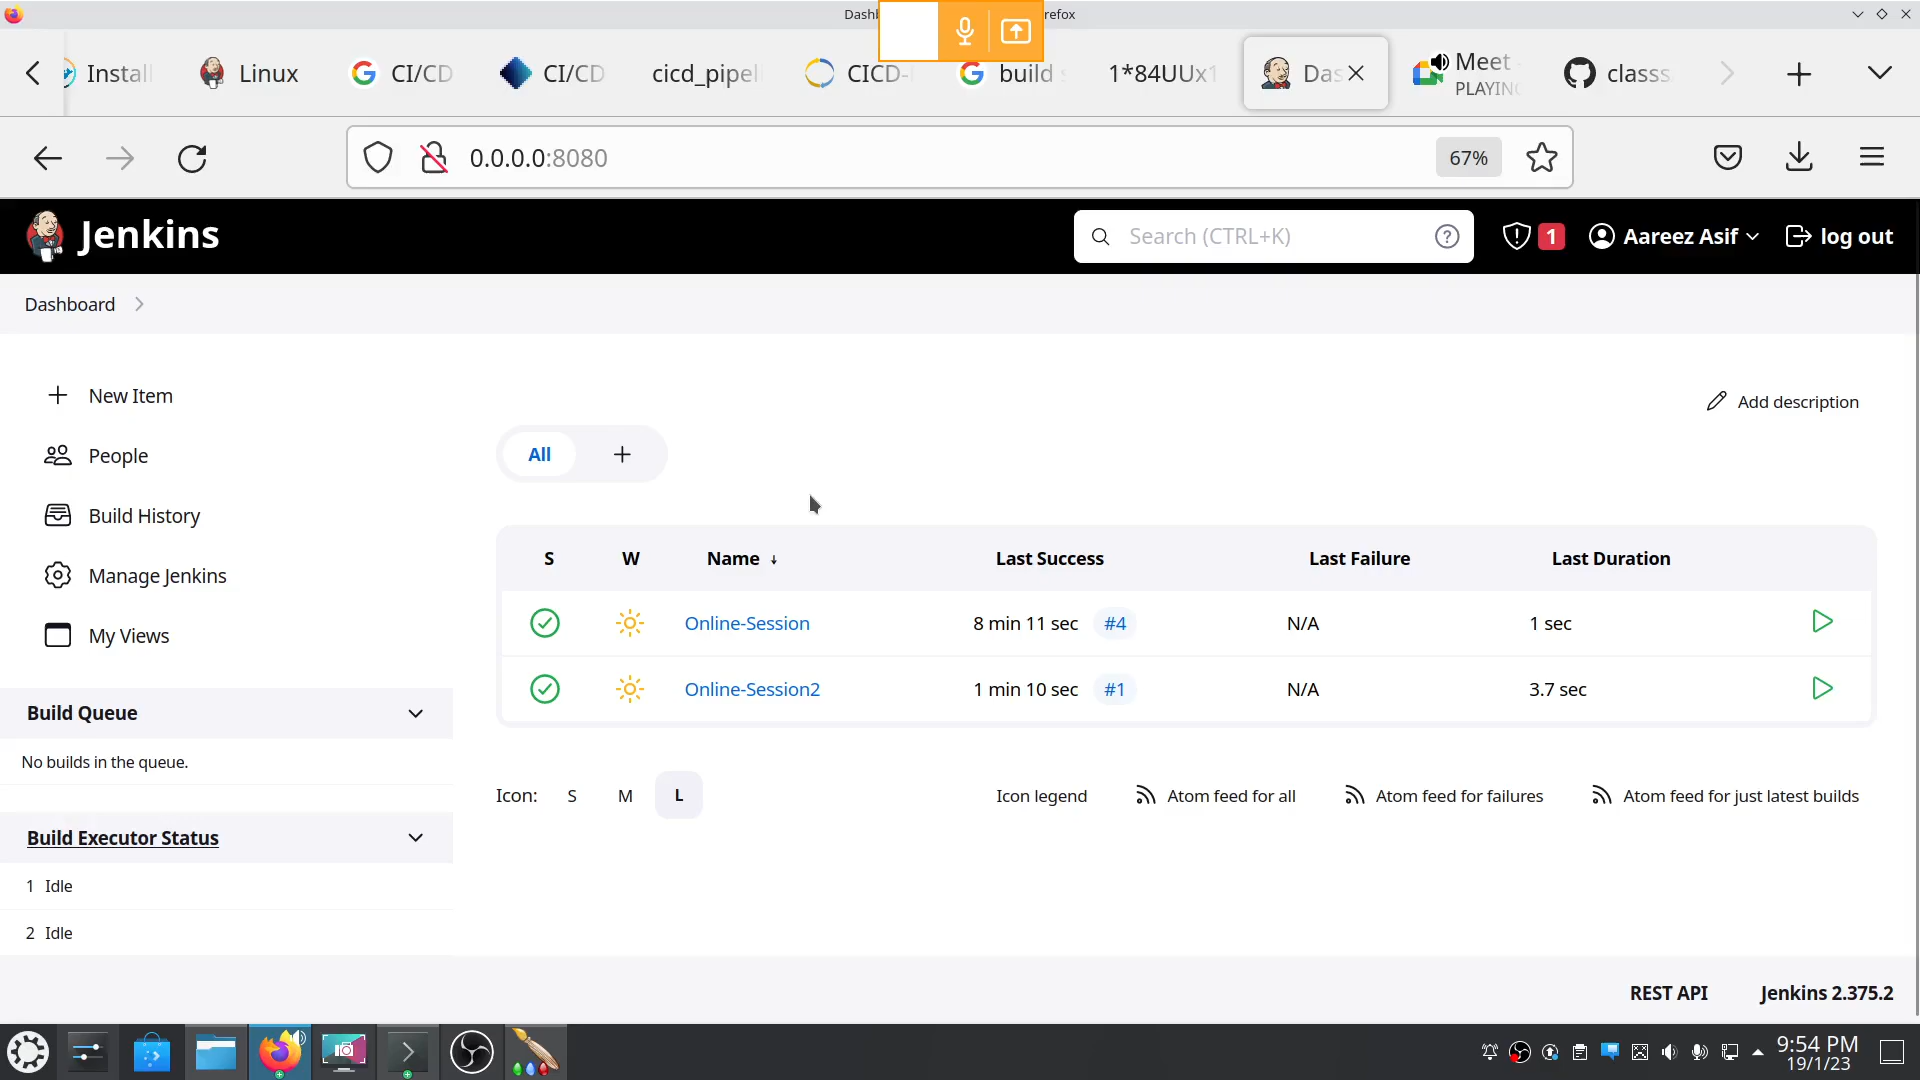 Dashb
refox
Install
Linux
CI/CD
CI/CD
cicd_pipel
CICD-
build s
1*84UUx1
Das
Meet
PLAYING
classs
0.0.0.0:8080
67%
Jenkins
Search (CTRL+K)
1
Aareez Asif
log out
Dashboard
New Item
People
Build History
Manage Jenkins
My Views
Add description
All
S W Name ↓ Last Success Last Failure Last Duration
Online-Session 8 min 11 sec #4 N/A 1 sec
Online-Session2 1 min 10 sec #1 N/A 3.7 sec
Build Queue
No builds in the queue.
Icon: S M L
Icon legend
Atom feed for all
Atom feed for failures
Atom feed for just latest builds
Build Executor Status
1 Idle
2 Idle
REST API
Jenkins 2.375.2
9:54 PM
19/1/23